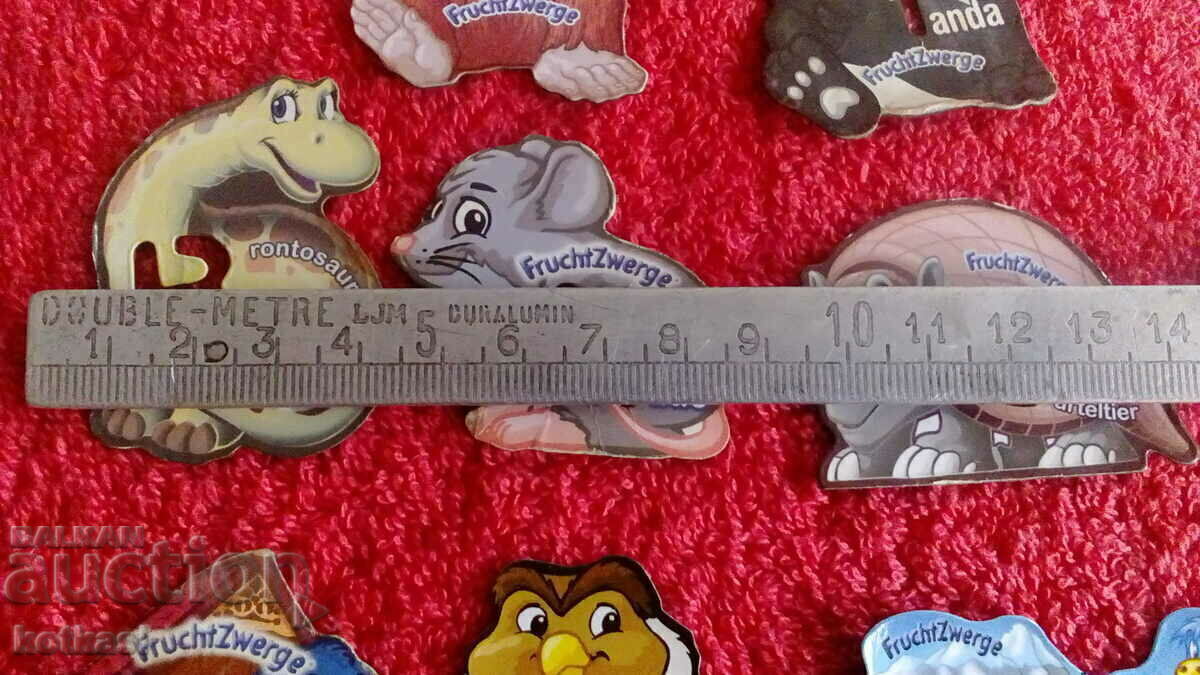 FruchtZwerge
anda
FruchtZwerge
rontosaur
FruchtZwerge
FruchtZwerge
DOUBLE-METRE LJM DURALUMIN
1 2 3 4 5 6 7 8 9 10 11 12 13 14
ürteltier
BALKAN
auction
FruchtZwerge
FruchtZwerge